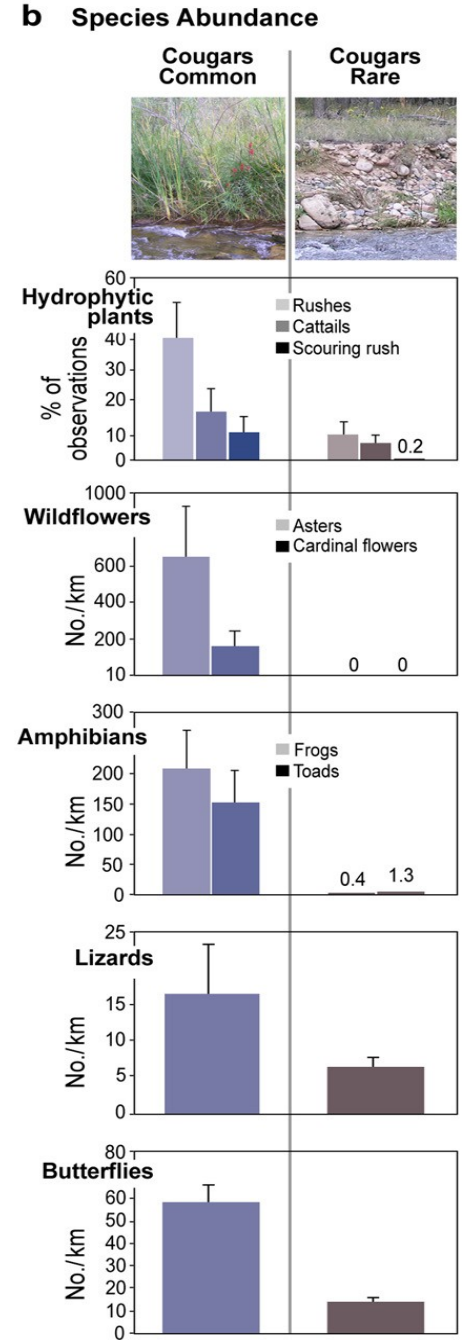 b Species Abundance
Cougars Common
Cougars Rare
Hydrophytic plants
% of observations
60
40
30
20
10
0
Rushes
Cattails
Scouring rush
0.2
Wildflowers
No./km
1000
600
400
200
10
Asters
Cardinal flowers
0 0
Amphibians
No./km
300
200
150
100
50
0
Frogs
Toads
0.4 1.3
Lizards
No./km
25
15
10
5
0
Butterflies
No./km
80
60
50
40
30
20
10
0